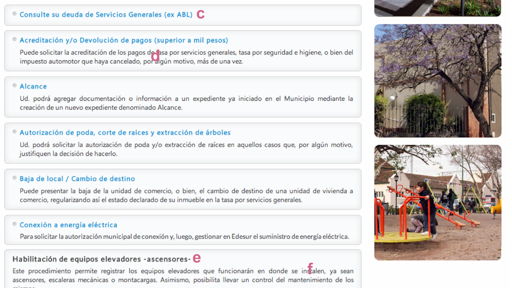 Consulte su deuda de Servicios Generales (ex ABL) c
Acreditación y/o Devolución de pagos (superior a mil pesos)
Puede solicitar la acreditación de los pagos de tasa por servicios generales, tasa por seguridad e higiene, o bien del
impuesto automotor que haya cancelado, por algún motivo, más de una vez.
d
Alcance
Ud. podrá agregar documentación o información a un expediente ya iniciado en el Municipio mediante la
creación de un nuevo expediente denominado Alcance.
Autorización de poda, corte de raíces y extracción de árboles
Ud. podrá solicitar la autorización de poda y/o extracción de raíces en aquellos casos que, por algún motivo,
justifiquen la decisión de hacerlo.
Baja de local / Cambio de destino
Puede presentar la baja de la unidad de comercio, o bien, el cambio de destino de una unidad de vivienda a
comercio, regularizando así el estado declarado de su inmueble en la tasa por servicios generales.
Conexión a energía eléctrica
Para solicitar la autorización municipal de conexión y, luego, gestionar en Edesur el suministro de energía eléctrica.
Habilitación de equipos elevadores -ascensores- e
f
Este procedimiento permite registrar los equipos elevadores que funcionarán en donde se instalen, ya sean
ascensores, escaleras mecánicas o montacargas. Asimismo, posibilita llevar un control del mantenimiento de los